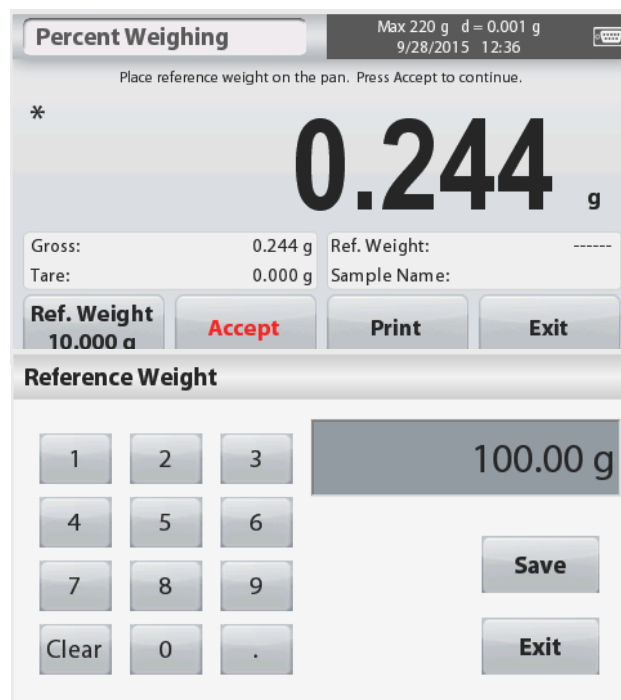 Percent Weighing
Max 220 g d = 0.001 g
9/28/2015 12:36
Place reference weight on the pan. Press Accept to continue.
*
0.244 g
Gross: 0.244 g Ref. Weight: ------
Tare: 0.000 g Sample Name:
Ref. Weight
10.000 g
Accept Print Exit
Reference Weight
100.00 g
1 2 3
4 5 6
Save
7 8 9
Clear 0 .
Exit